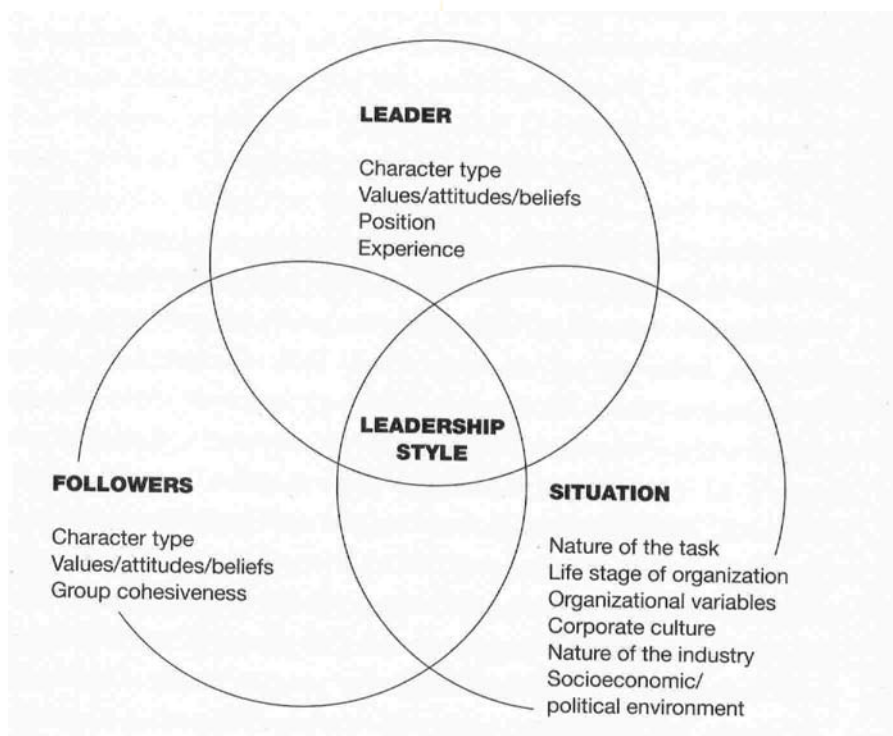 LEADER
Character type
Values/attitudes/beliefs
Position
Experience
LEADERSHIP
STYLE
FOLLOWERS
Character type
Values/attitudes/beliefs
Group cohesiveness
SITUATION
Nature of the task
Life stage of organization
Organizational variables
Corporate culture
Nature of the industry
Socioeconomic/
political environment